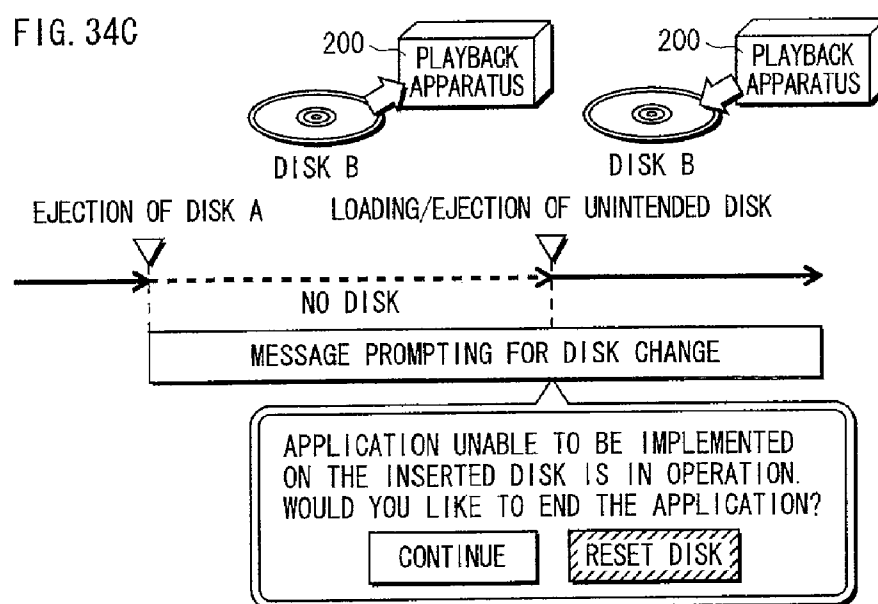 FIG. 34C
200
PLAYBACK
APPARATUS
200
PLAYBACK
APPARATUS
DISK B
DISK B
EJECTION OF DISK A
LOADING/EJECTION OF UNINTENDED DISK
NO DISK
MESSAGE PROMPTING FOR DISK CHANGE
APPLICATION UNABLE TO BE IMPLEMENTED
ON THE INSERTED DISK IS IN OPERATION.
WOULD YOU LIKE TO END THE APPLICATION?
CONTINUE
RESET DISK